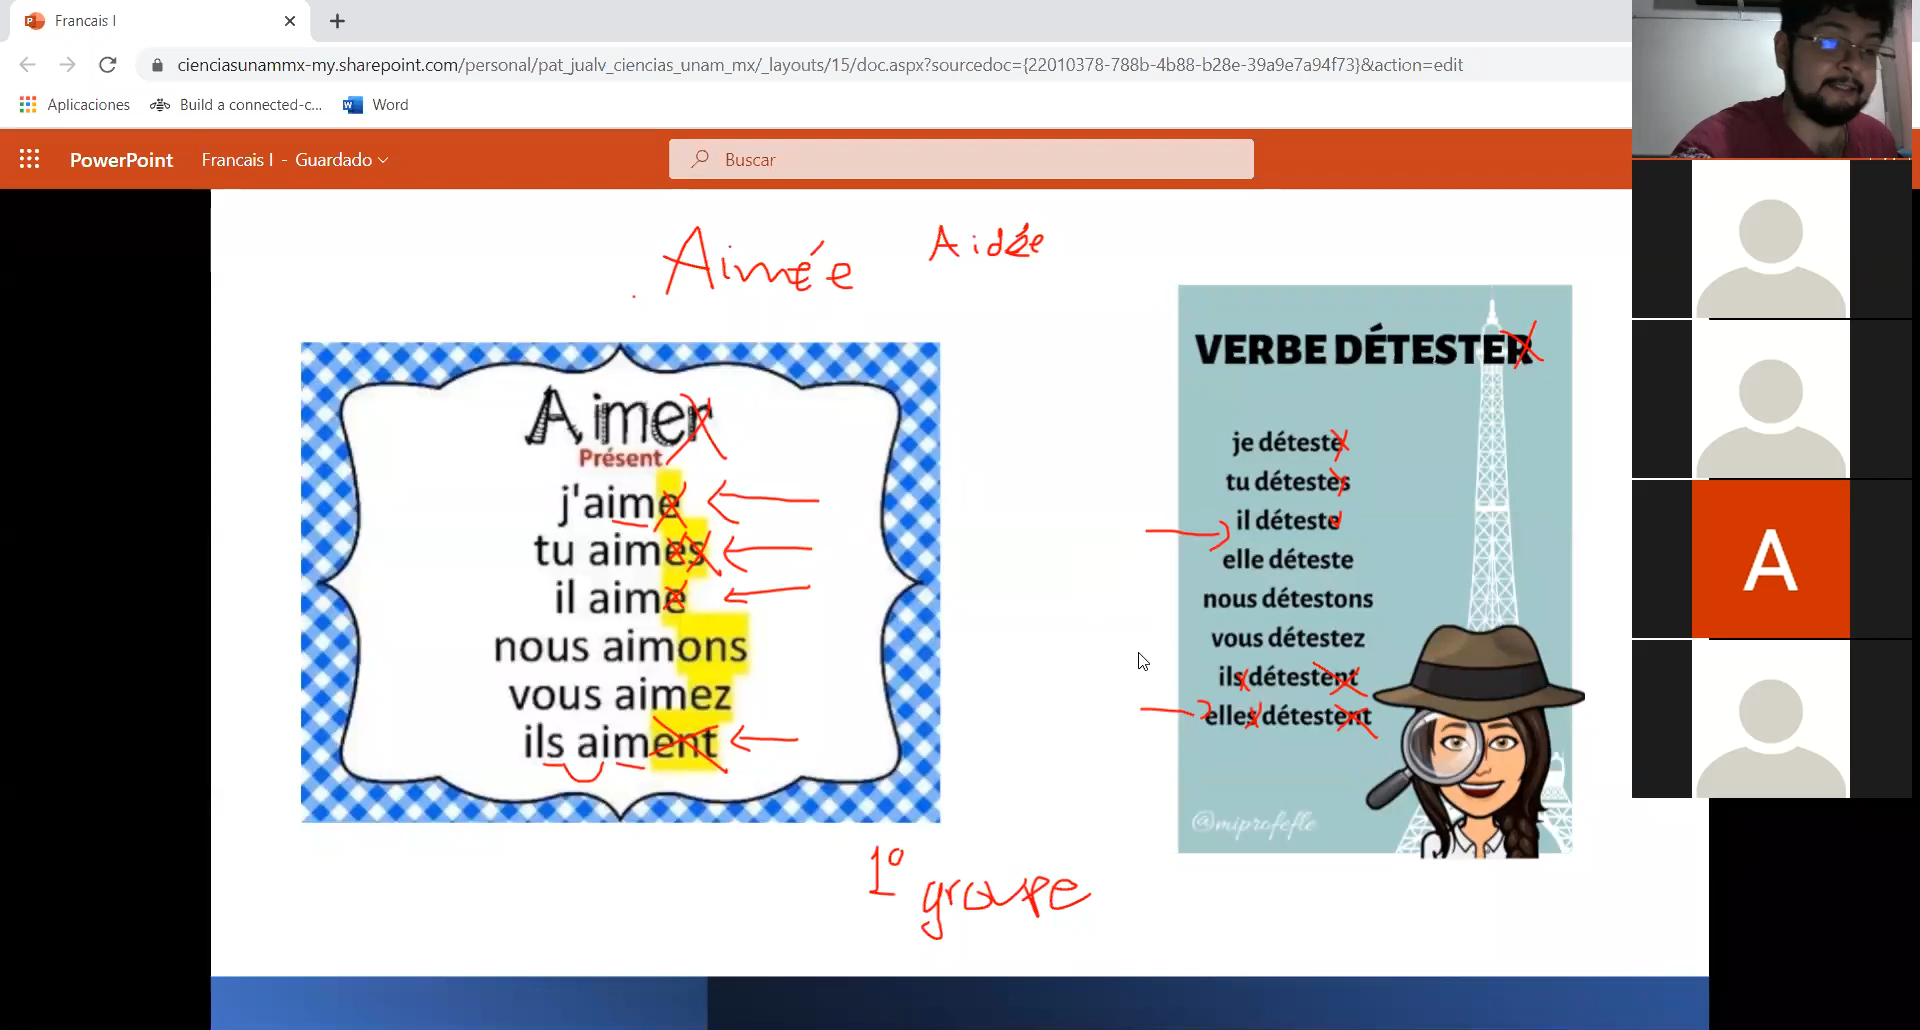 Francais I
cienciasunammx-my.sharepoint.com/personal/pat_jualv_ciencias_unam_mx/_layouts/15/doc.aspx?sourcedoc={22010378-788b-4b88-b28e-39a9e7a94f73}&action=edit
Aplicaciones Build a connected-c... Word
PowerPoint Francais I - Guardado Buscar
Aimée Aidée
Aimer
Présent
j'aime
tu aimes
il aime
nous aimons
vous aimez
ils aiment
VERBE DÉTESTER
je déteste
tu détestes
il déteste
elle déteste
nous détestons
vous détestez
ils détestent
elles détestent
@miprofefle
1º groupe
A